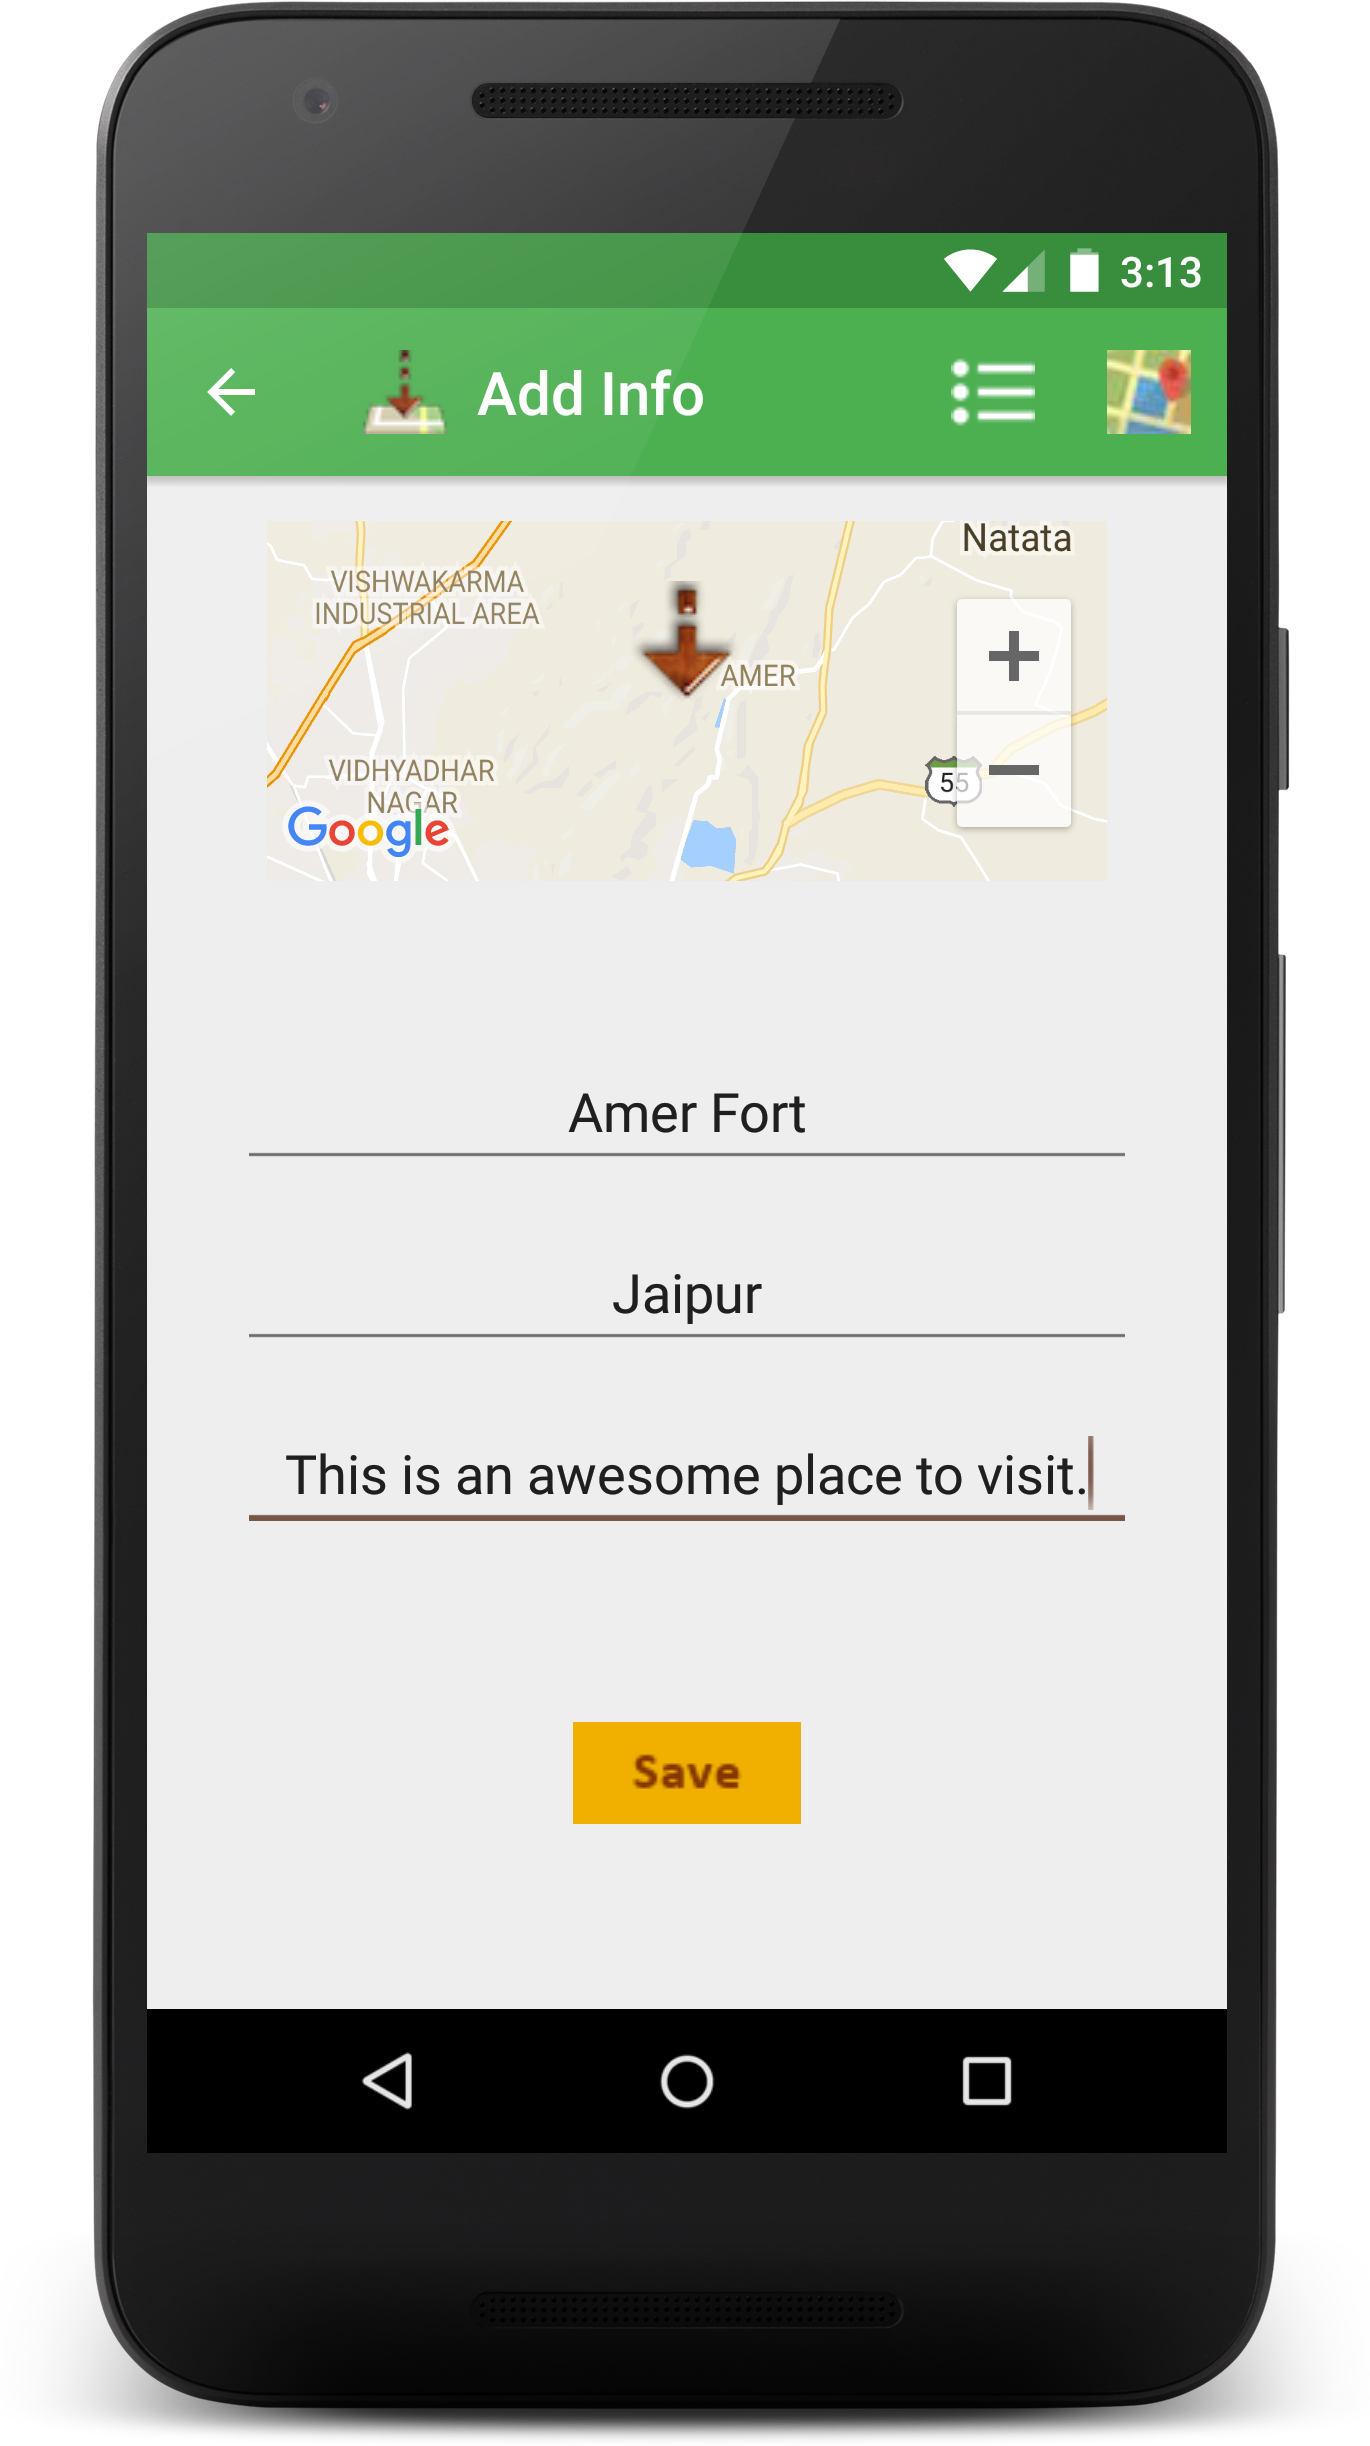 3:13
Add Info
Natata
VISHWAKARMA
INDUSTRIAL AREA
AMER
VIDHYADHAR
NAGAR
55
Google
Amer Fort
Jaipur
This is an awesome place to visit.
Save